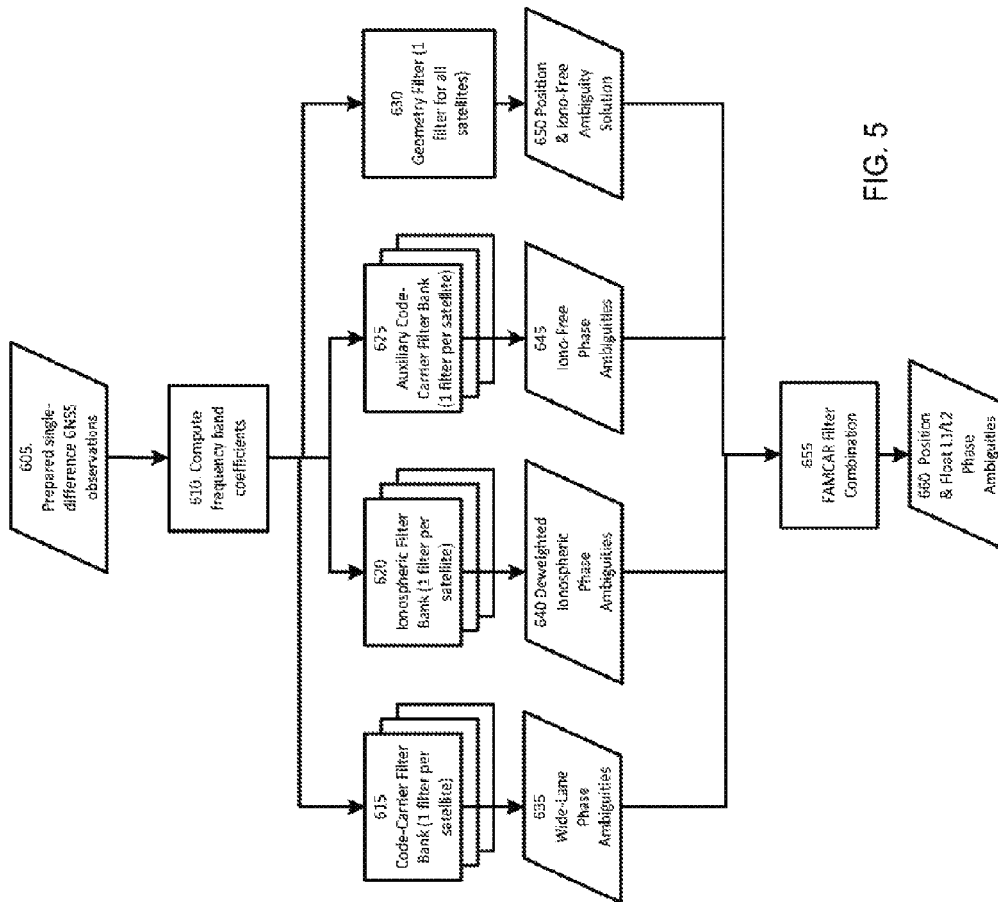 605.
Prepared single-
difference GNSS
observations
610. Compute
frequency band
coefficients
615
Code-Carrier Filter
Bank (1 filter per
satellite)
620
Ionospheric Filter
Bank (1 filter per
satellite)
625
Auxiliary Code-
Carrier Filter Bank
(1 filter per satellite)
630
Geometry Filter (1
filter for all
satellites)
635
Wide-Lane
Phase
Ambiguities
640 Deweighted
Ionospheric
Phase
Ambiguities
645
Iono-Free
Phase
Ambiguities
650 Position
& Iono-Free
Ambiguity
Solution
655
FAMCAR Filter
Combination
660 Position
& Float L1/L2
Phase
Ambiguities
FIG. 5